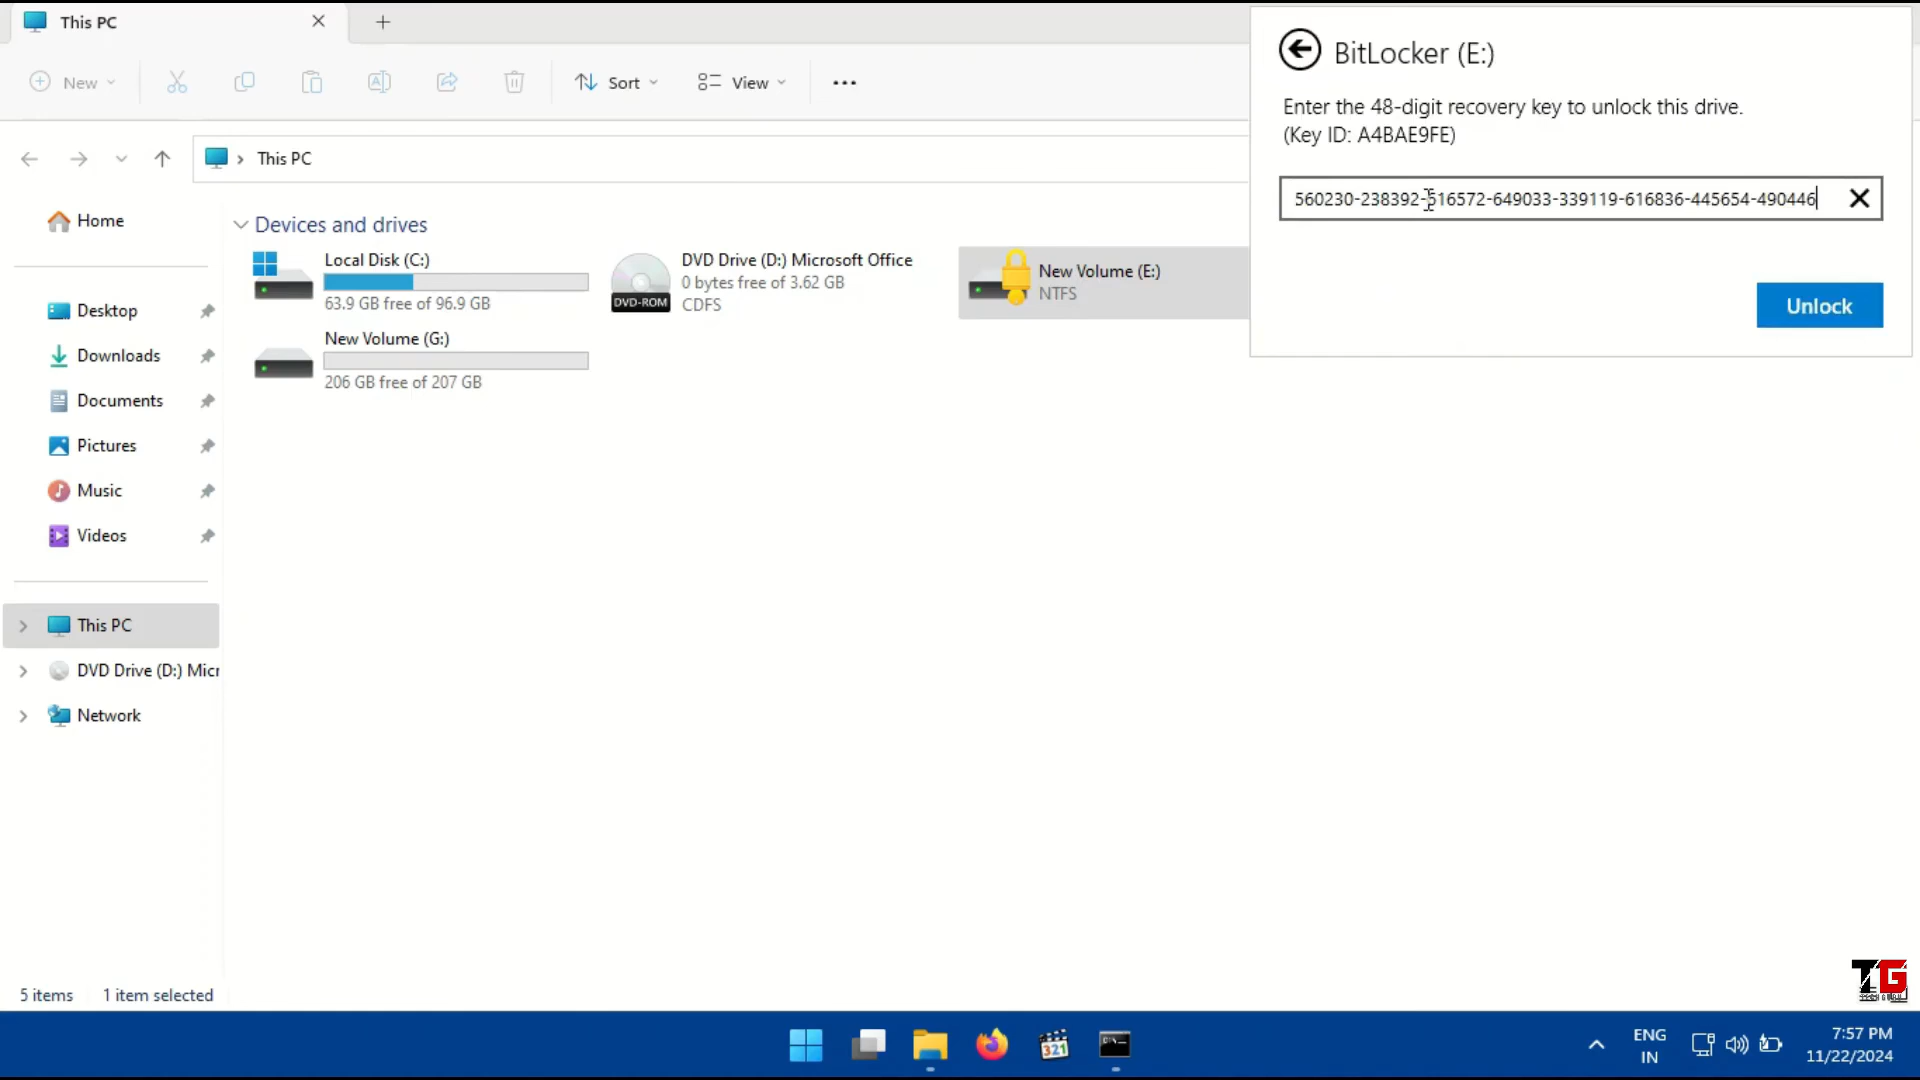 This PC
New
Sort
View
This PC
Home
Desktop
Downloads
Documents
Pictures
Music
Videos
This PC
DVD Drive (D:) Micr
Network
Devices and drives
Local Disk (C:)
63.9 GB free of 96.9 GB
DVD-ROM
DVD Drive (D:) Microsoft Office
0 bytes free of 3.62 GB
CDFS
New Volume (E:)
NTFS
New Volume (G:)
206 GB free of 207 GB
BitLocker (E:)
Enter the 48-digit recovery key to unlock this drive.
(Key ID: A4BAE9FE)
560230-238392-516572-649033-339119-616836-445654-490446
Unlock
5 items
1 item selected
TG
321
ENG
IN
7:57 PM
11/22/2024